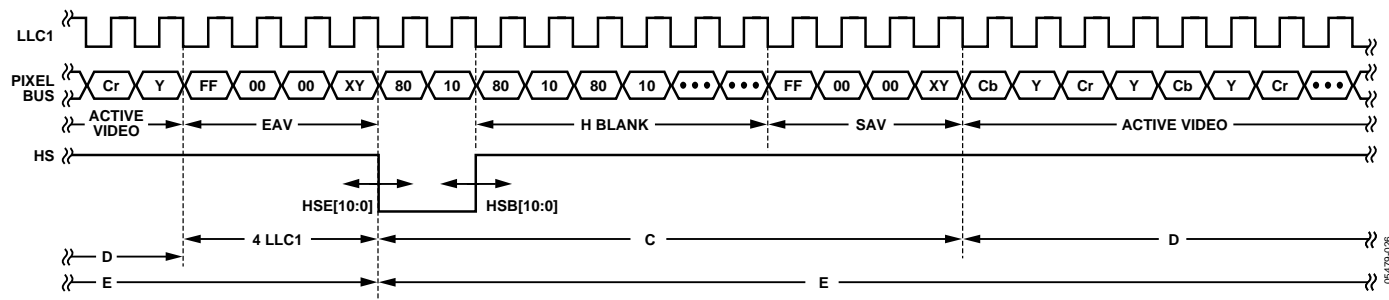 LLC1
PIXEL BUS Cr Y FF 00 00 XY 80 10 80 10 80 10 ••• ••• FF 00 00 XY Cb Y Cr Y Cb Y Cr •••
ACTIVE VIDEO EAV H BLANK SAV ACTIVE VIDEO
HS
HSE[10:0] HSB[10:0]
4 LLC1 C D
D
E E
05479-026